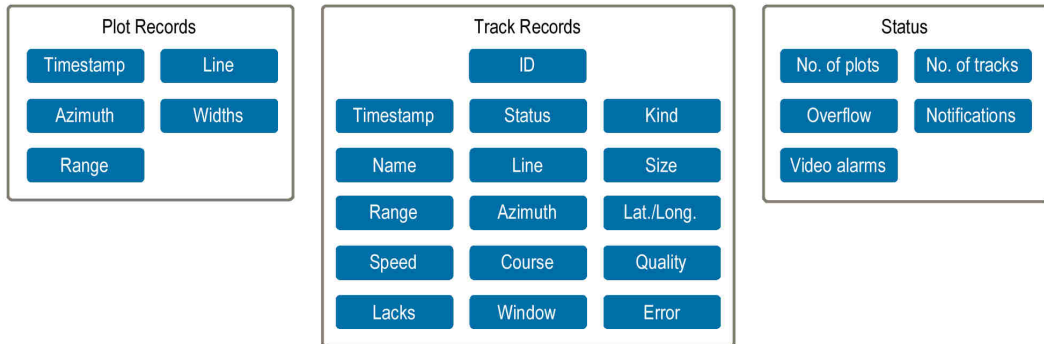 Plot Records
Timestamp Line
Azimuth Widths
Range
Track Records
ID
Timestamp Status Kind
Name Line Size
Range Azimuth Lat./Long.
Speed Course Quality
Lacks Window Error
Status
No. of plots No. of tracks
Overflow Notifications
Video alarms